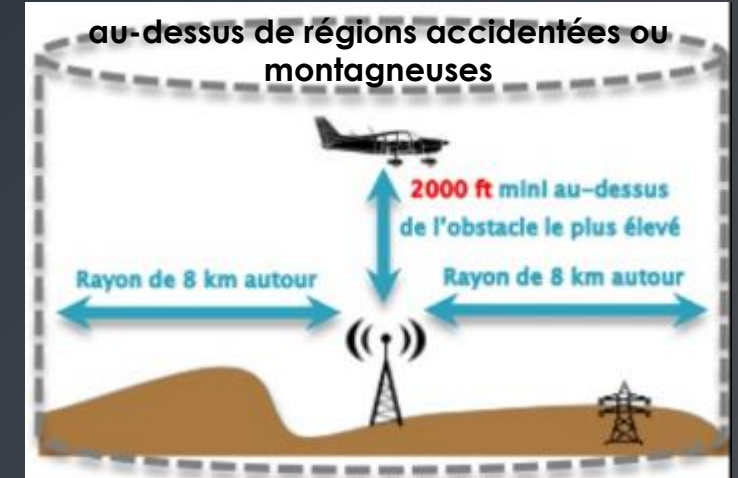 au-dessus de régions accidentées ou
montagneuses
2000 ft mini au-dessus
de l'obstacle le plus élevé
Rayon de 8 km autour
Rayon de 8 km autour